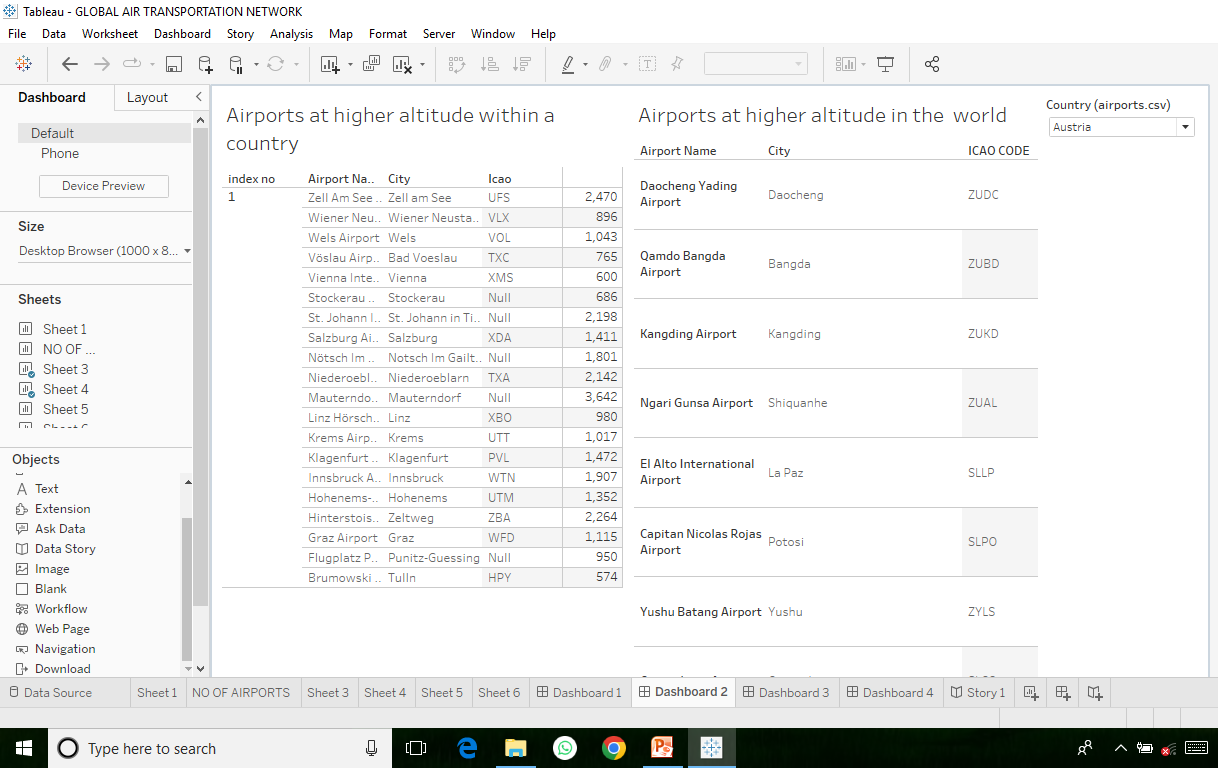 Tableau - GLOBAL AIR TRANSPORTATION NETWORK
File Data Worksheet Dashboard Story Analysis Map Format Server Window Help
Dashboard Layout
Default
Phone
Device Preview
Size
Desktop Browser (1000 x 8...
Sheets
Sheet 1
NO OF ...
Sheet 3
Sheet 4
Sheet 5
Objects
Text
Extension
Ask Data
Data Story
Image
Blank
Workflow
Web Page
Navigation
Download
Airports at higher altitude within a
country
index no Airport Na.. City Icao
1 Zell Am See .. Zell am See UFS 2,470
Wiener Neu.. Wiener Neusta.. VLX 896
Wels Airport Wels VOL 1,043
Vöslau Airp.. Bad Voeslau TXC 765
Vienna Inte.. Vienna XMS 600
Stockerau .. Stockerau Null 686
St. Johann I.. St. Johann in Ti.. Null 2,198
Salzburg Ai.. Salzburg XDA 1,411
Nötsch Im .. Notsch Im Gailt.. Null 1,801
Niederoebl.. Niederoeblarn TXA 2,142
Mauterndo.. Mauterndorf Null 3,642
Linz Hörsch.. Linz XBO 980
Krems Airp.. Krems UTT 1,017
Klagenfurt .. Klagenfurt PVL 1,472
Innsbruck A.. Innsbruck WTN 1,907
Hohenems-.. Hohenems UTM 1,352
Hinterstois.. Zeltweg ZBA 2,264
Graz Airport Graz WFD 1,115
Flugplatz P.. Punitz-Guessing Null 950
Brumowski .. Tulln HPY 574
Airports at higher altitude in the world
Airport Name City ICAO CODE
Daocheng Yading
Airport Daocheng ZUDC
Qamdo Bangda
Airport Bangda ZUBD
Kangding Airport Kangding ZUKD
Ngari Gunsa Airport Shiquanhe ZUAL
El Alto International
Airport La Paz SLLP
Capitan Nicolas Rojas
Airport Potosi SLPO
Yushu Batang Airport Yushu ZYLS
Country (airports.csv)
Austria
Data Source Sheet 1 NO OF AIRPORTS Sheet 3 Sheet 4 Sheet 5 Sheet 6 Dashboard 1 Dashboard 2 Dashboard 3 Dashboard 4 Story 1
Type here to search